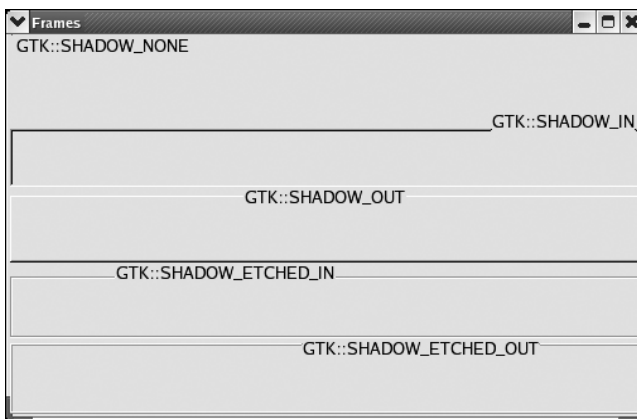 Frames
GTK::SHADOW_NONE
GTK::SHADOW_IN
GTK::SHADOW_OUT
GTK::SHADOW_ETCHED_IN
GTK::SHADOW_ETCHED_OUT